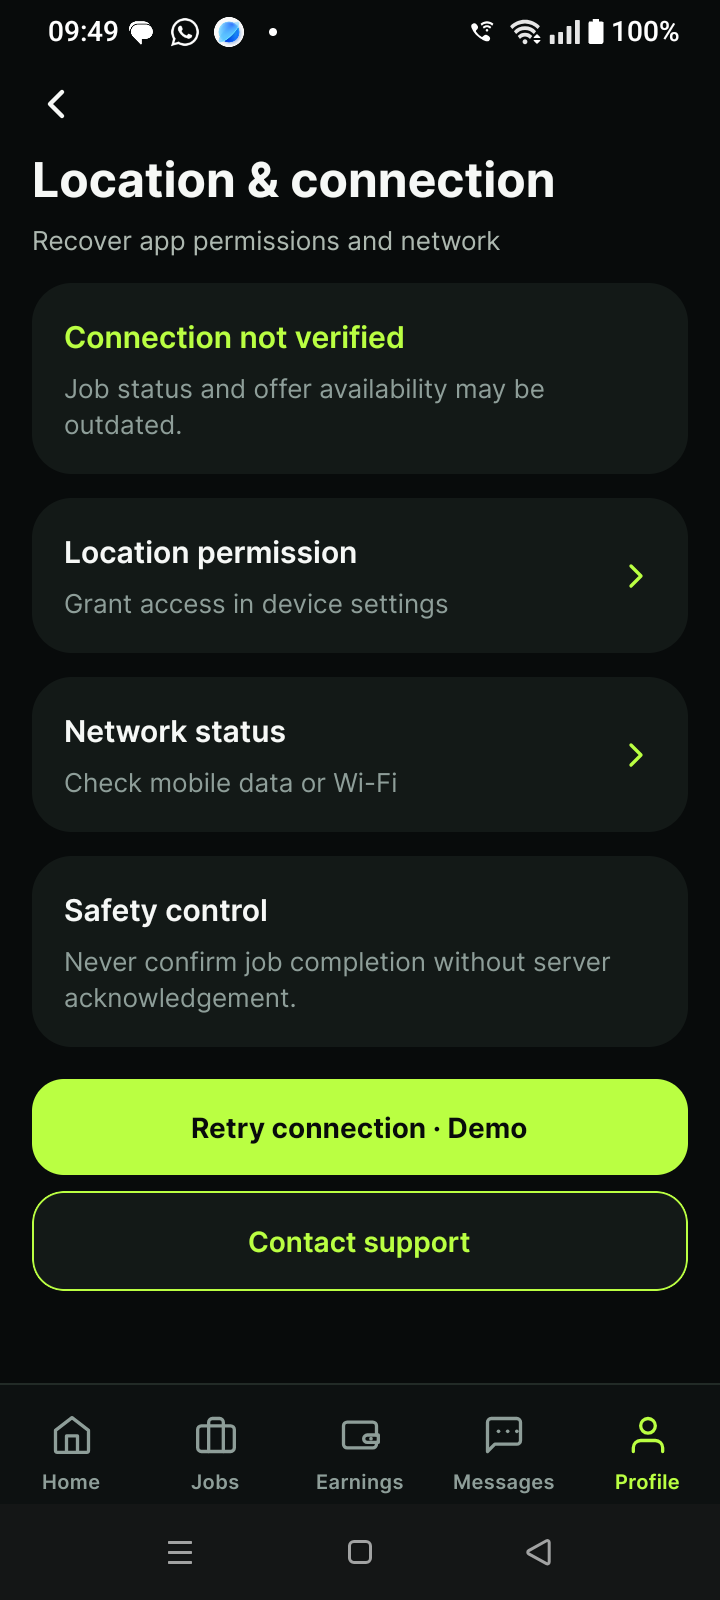 09:49
100%
Location & connection
Recover app permissions and network
Connection not verified
Job status and offer availability may be
outdated.
Location permission
Grant access in device settings
Network status
Check mobile data or Wi-Fi
Safety control
Never confirm job completion without server
acknowledgement.
Retry connection · Demo
Contact support
Home
Jobs
Earnings
Messages
Profile